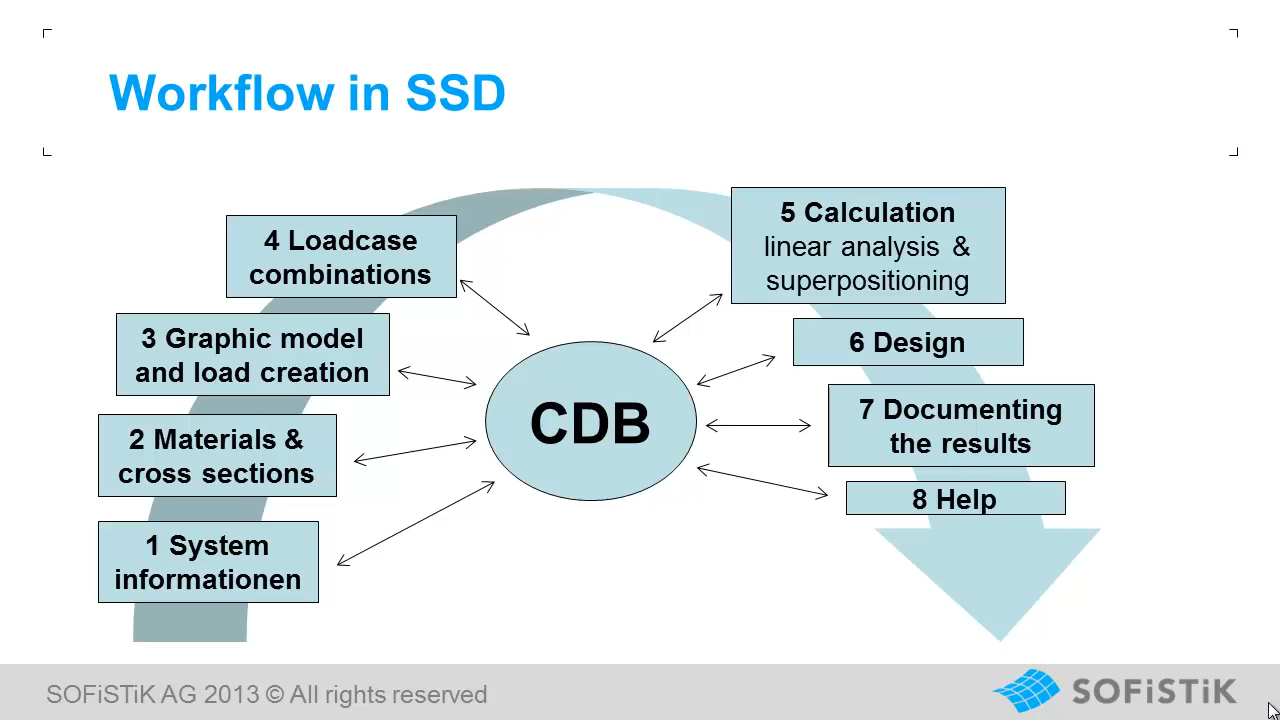 Workflow in SSD
4 Loadcase
combinations
5 Calculation
linear analysis &
superpositioning
3 Graphic model
and load creation
6 Design
CDB
2 Materials &
cross sections
7 Documenting
the results
8 Help
1 System
informationen
SOFiSTiK AG 2013 © All rights reserved
SOFiSTiK